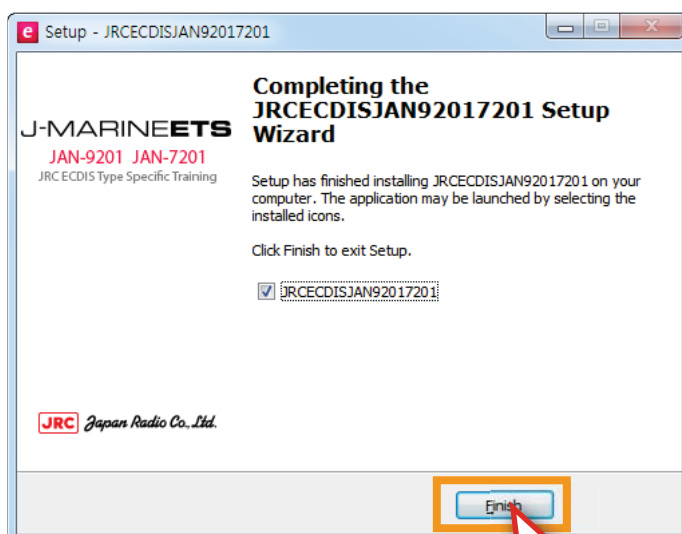 e Setup - JRCECDISJAN92017201
J-MARINEETS
JAN-9201 JAN-7201
JRC ECDIS Type Specific Training
Completing the
JRCECDISJAN92017201 Setup
Wizard
Setup has finished installing JRCECDISJAN92017201 on your
computer. The application may be launched by selecting the
installed icons.
Click Finish to exit Setup.
JRCECDISJAN92017201
JRC Japan Radio Co., Ltd.
Finish